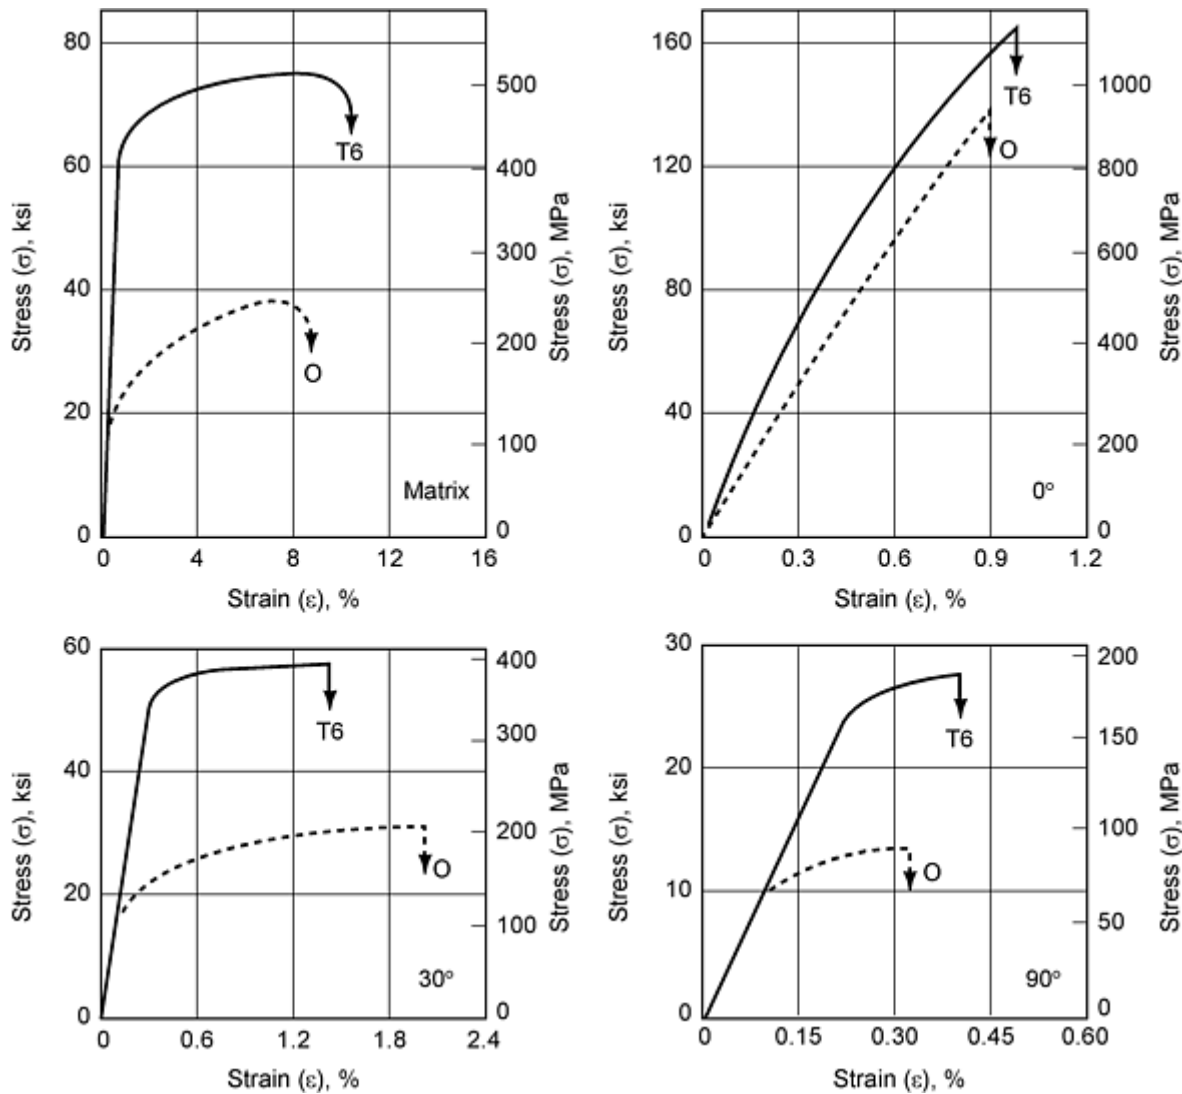 80
60
40
20
0
Stress (σ), ksi
500
400
300
200
100
0
Stress (σ), MPa
T6
O
Matrix
0 4 8 12 16
Strain (ε), %
160
120
80
40
0
Stress (σ), ksi
1000
800
600
400
200
0
Stress (σ), MPa
T6
O
0°
0 0.3 0.6 0.9 1.2
Strain (ε), %
60
40
20
0
Stress (σ), ksi
400
300
200
100
0
Stress (σ), MPa
T6
O
30°
0 0.6 1.2 1.8 2.4
Strain (ε), %
30
20
10
0
Stress (σ), ksi
200
150
100
50
0
Stress (σ), MPa
T6
O
90°
0 0.15 0.30 0.45 0.60
Strain (ε), %